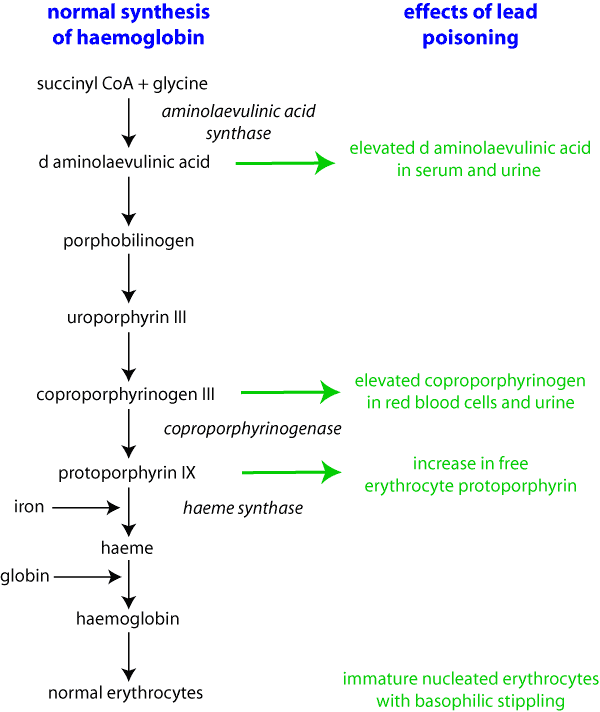 normal synthesis
of haemoglobin
effects of lead
poisoning
succinyl CoA + glycine
aminolaevulinic acid
synthase
d aminolaevulinic acid
elevated d aminolaevulinic acid
in serum and urine
porphobilinogen
uroporphyrin III
coproporphyrinogen III
elevated coproporphyrinogen
in red blood cells and urine
coproporphyrinogenase
protoporphyrin IX
increase in free
erythrocyte protoporphyrin
iron
haeme synthase
haeme
globin
haemoglobin
normal erythrocytes
immature nucleated erythrocytes
with basophilic stippling